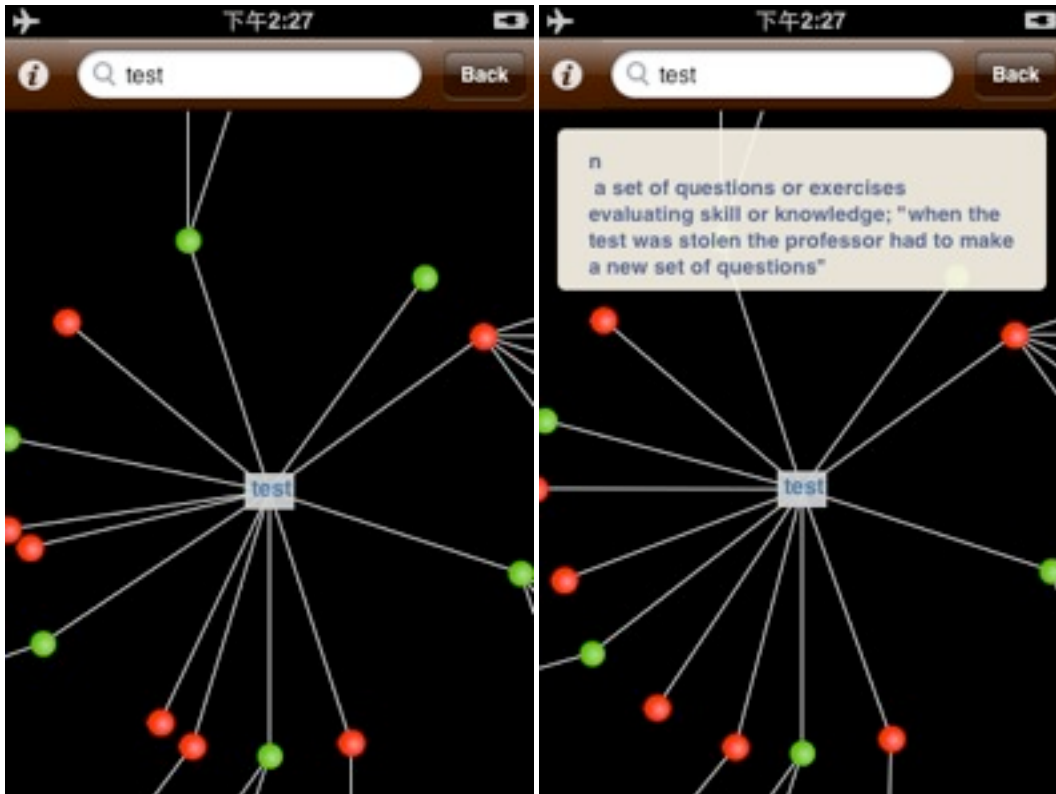 下午2:27
test
Back
test
下午2:27
test
Back
n
a set of questions or exercises
evaluating skill or knowledge; "when the
test was stolen the professor had to make
a new set of questions"
test